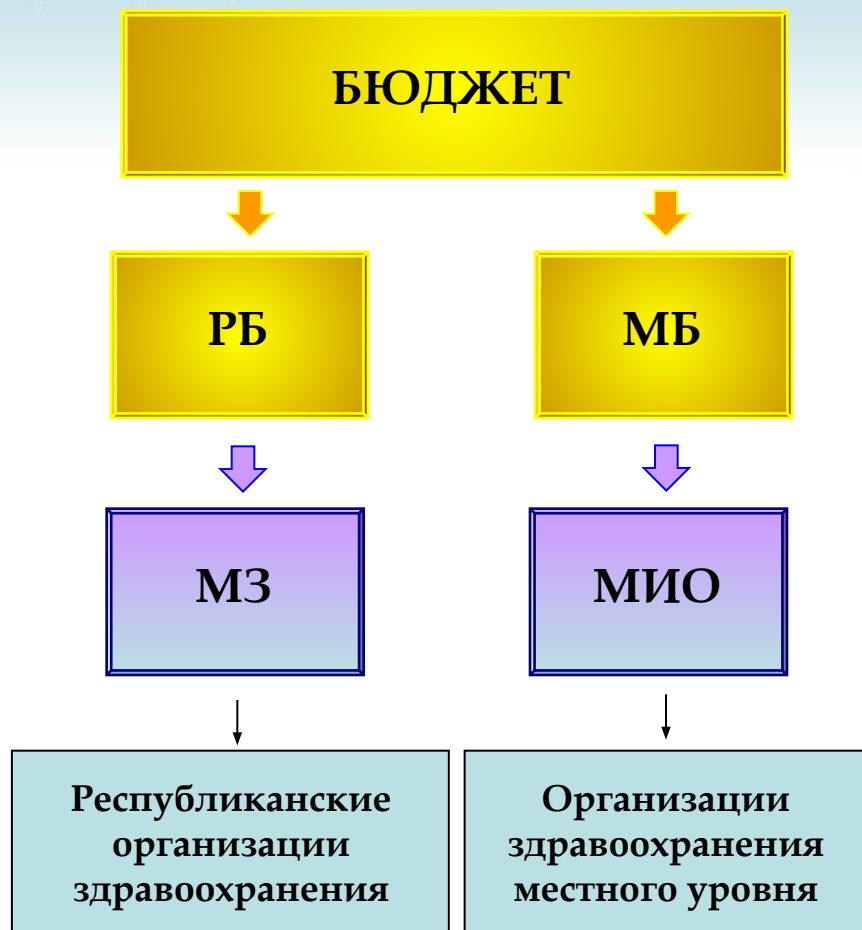 БЮДЖЕТ
РБ
МБ
МЗ
МИО
Республиканские
организации
здравоохранения
Организации
здравоохранения
местного уровня